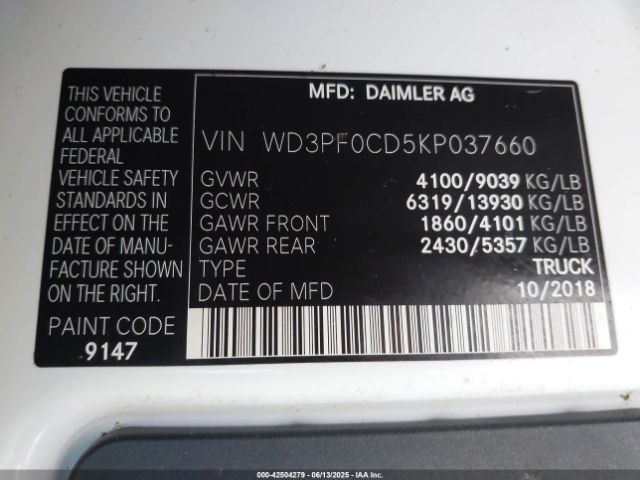 MFD: DAIMLER AG
THIS VEHICLE
CONFORMS TO
ALL APPLICABLE
FEDERAL
VEHICLE SAFETY
STANDARDS IN
EFFECT ON THE
DATE OF MANU-
FACTURE SHOWN
ON THE RIGHT.
PAINT CODE
9147
VIN WD3PF0CD5KP037660
GVWR 4100/9039 KG/LB
GCWR 6319/13930 KG/LB
GAWR FRONT 1860/4101 KG/LB
GAWR REAR 2430/5357 KG/LB
TYPE TRUCK
DATE OF MFD 10/2018
000-42504279 - 06/13/2025 - IAA Inc.